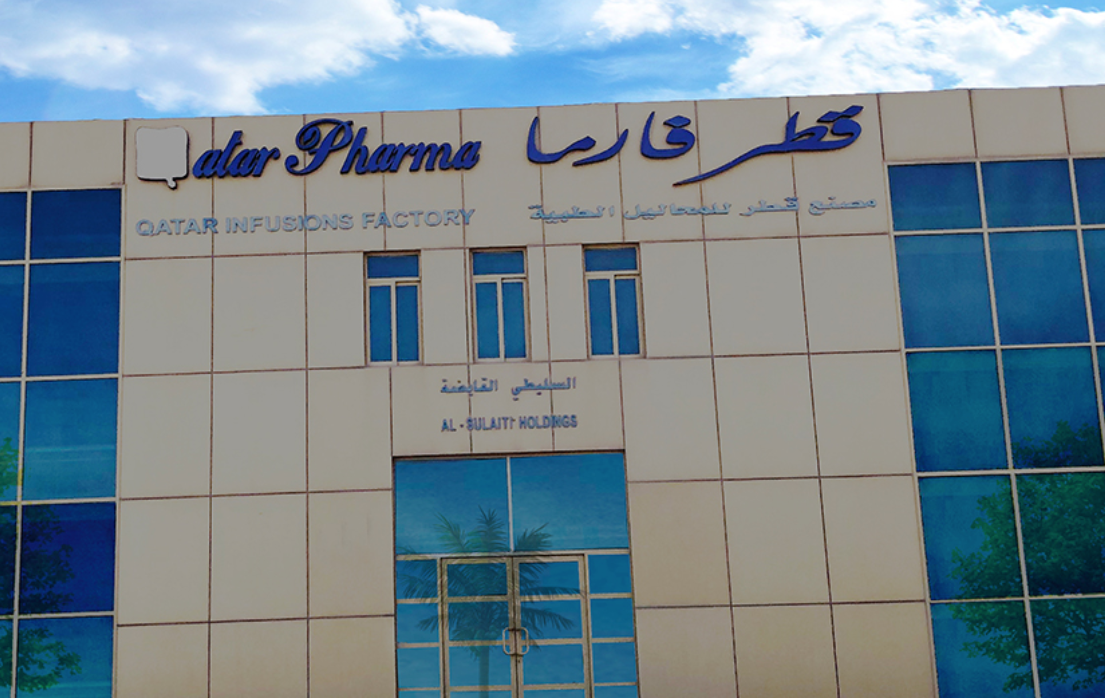 Qatar Pharma
قطر فارما
QATAR INFUSIONS FACTORY
مصنع قطر للمحاليل الطبية
السليطي القابضة
AL - SULAITI HOLDINGS